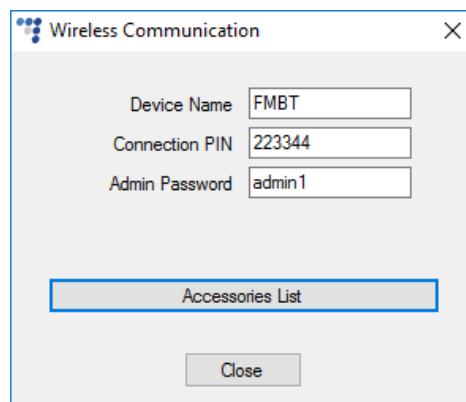 Wireless Communication
Device Name FMBT
Connection PIN 223344
Admin Password admin1
Accessories List
Close